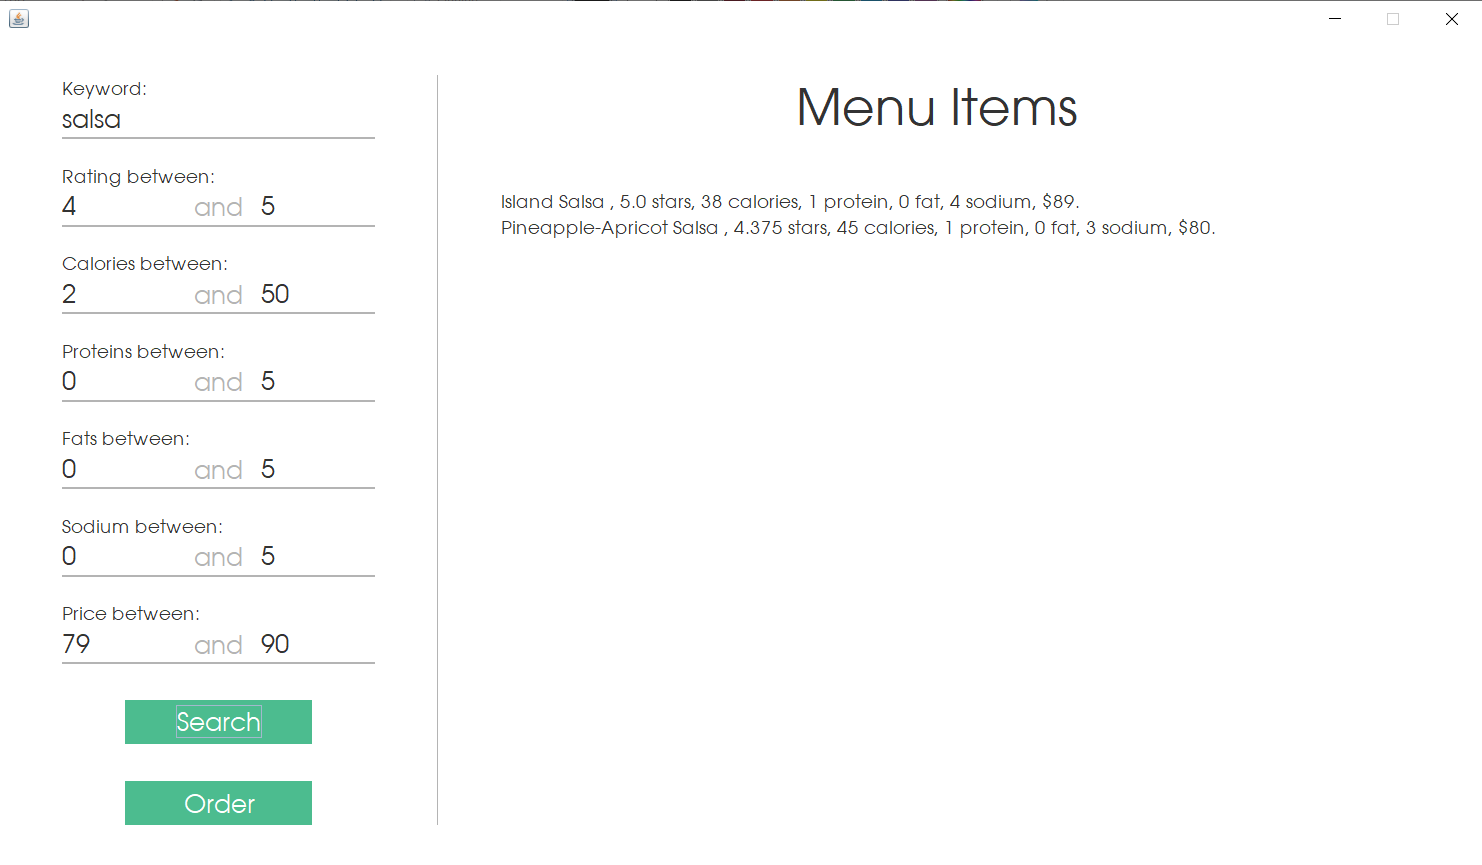 Keyword:
salsa
Rating between:
4 and 5
Calories between:
2 and 50
Proteins between:
0 and 5
Fats between:
0 and 5
Sodium between:
0 and 5
Price between:
79 and 90
Search
Order
Menu Items
Island Salsa , 5.0 stars, 38 calories, 1 protein, 0 fat, 4 sodium, $89.
Pineapple-Apricot Salsa , 4.375 stars, 45 calories, 1 protein, 0 fat, 3 sodium, $80.